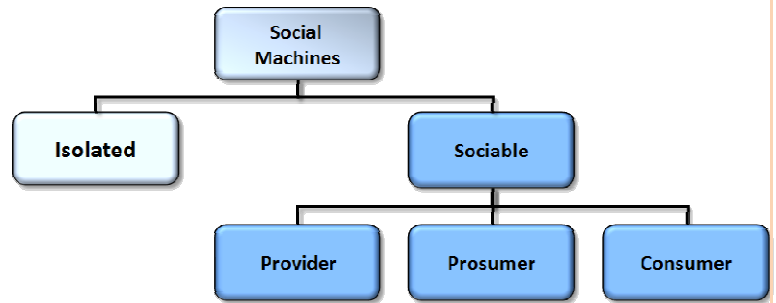 Social
Machines
Isolated
Sociable
Provider
Prosumer
Consumer